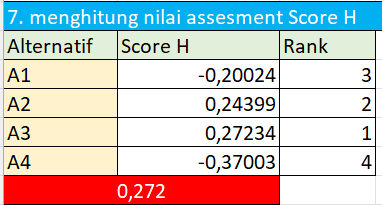 7. menghitung nilai assesment Score H
Alternatif Score H Rank
A1 -0,20024 3
A2 0,24399 2
A3 0,27234 1
A4 -0,37003 4
0,272